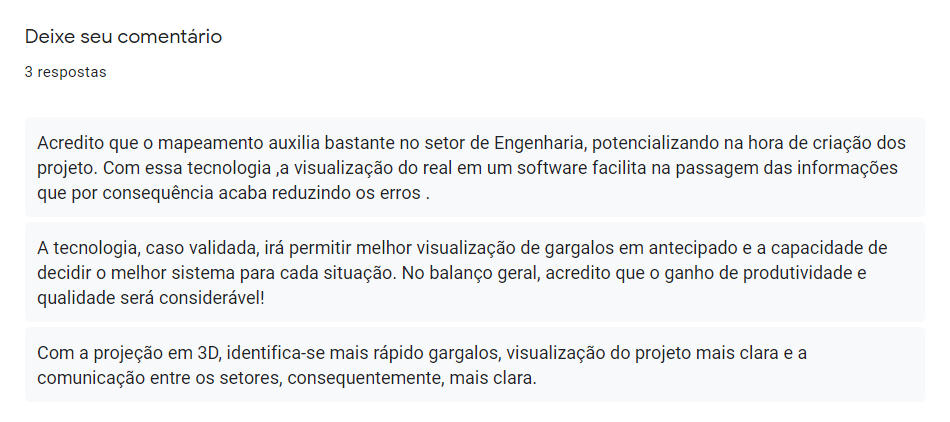 Deixe seu comentário
3 respostas
Acredito que o mapeamento auxilia bastante no setor de Engenharia, potencializando na hora de criação dos
projeto. Com essa tecnologia ,a visualização do real em um software facilita na passagem das informações
que por consequência acaba reduzindo os erros .
A tecnologia, caso validada, irá permitir melhor visualização de gargalos em antecipado e a capacidade de
decidir o melhor sistema para cada situação. No balanço geral, acredito que o ganho de produtividade e
qualidade será considerável!
Com a projeção em 3D, identifica-se mais rápido gargalos, visualização do projeto mais clara e a
comunicação entre os setores, consequentemente, mais clara.